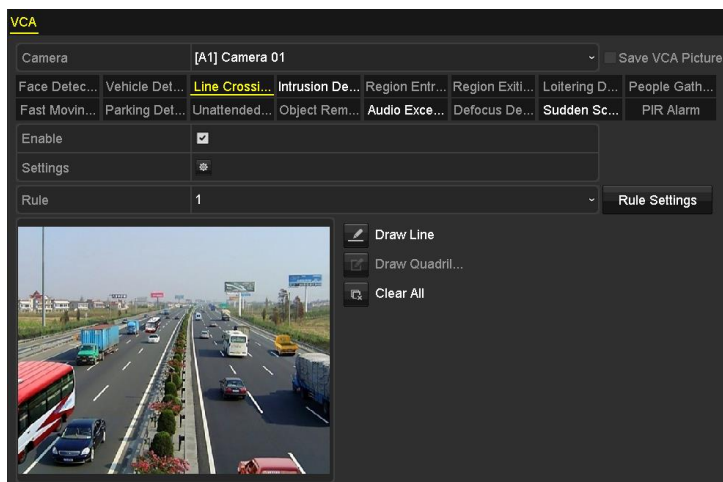 VCA
Camera [A1] Camera 01 Save VCA Picture
Face Detec... Vehicle Det... Line Crossi... Intrusion De... Region Entr... Region Exiti... Loitering D... People Gath...
Fast Movin... Parking Det... Unattended... Object Rem... Audio Exce... Defocus De... Sudden Sc... PIR Alarm
Enable
Settings
Rule 1 Rule Settings
Draw Line
Draw Quadril...
Clear All